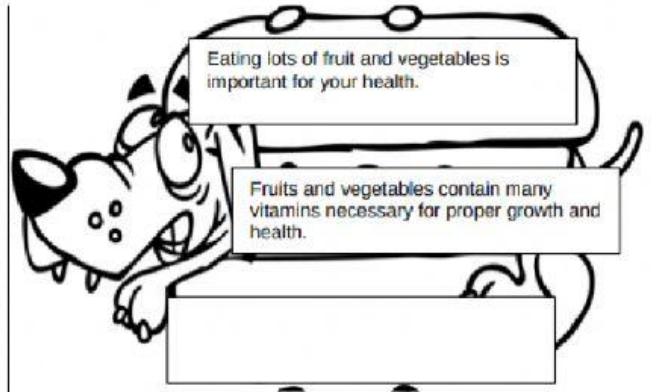 Eating lots of fruit and vegetables is
important for your health.
Fruits and vegetables contain many
vitamins necessary for proper growth and
health.